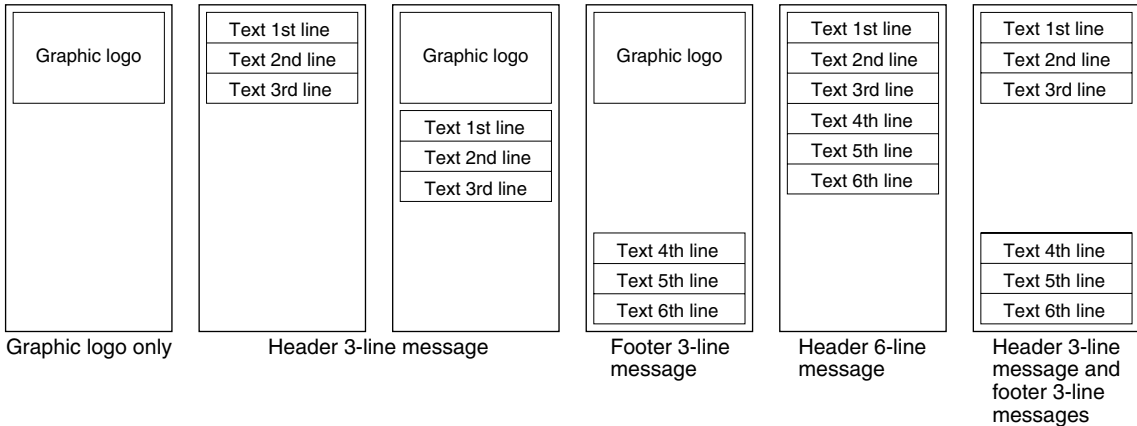 Graphic logo
Text 1st line
Text 2nd line
Text 3rd line
Graphic logo
Text 1st line
Text 2nd line
Text 3rd line
Graphic logo
Text 4th line
Text 5th line
Text 6th line
Text 1st line
Text 2nd line
Text 3rd line
Text 4th line
Text 5th line
Text 6th line
Text 1st line
Text 2nd line
Text 3rd line
Text 4th line
Text 5th line
Text 6th line
Graphic logo only
Header 3-line message
Footer 3-line
message
Header 6-line
message
Header 3-line
message and
footer 3-line
messages